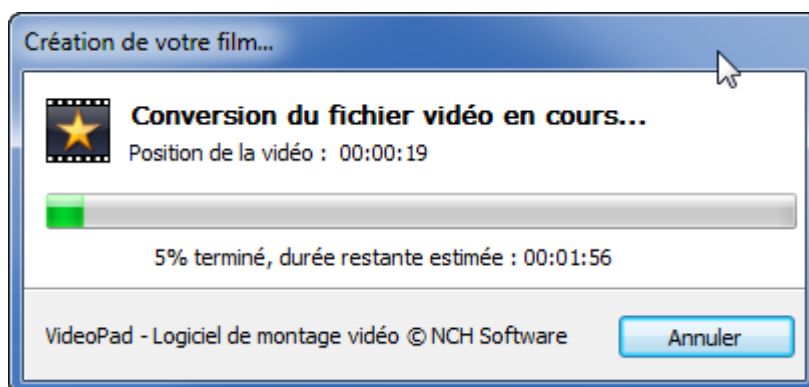 Création de votre film...
Conversion du fichier vidéo en cours...
Position de la vidéo : 00:00:19
5% terminé, durée restante estimée : 00:01:56
VideoPad - Logiciel de montage vidéo © NCH Software
Annuler